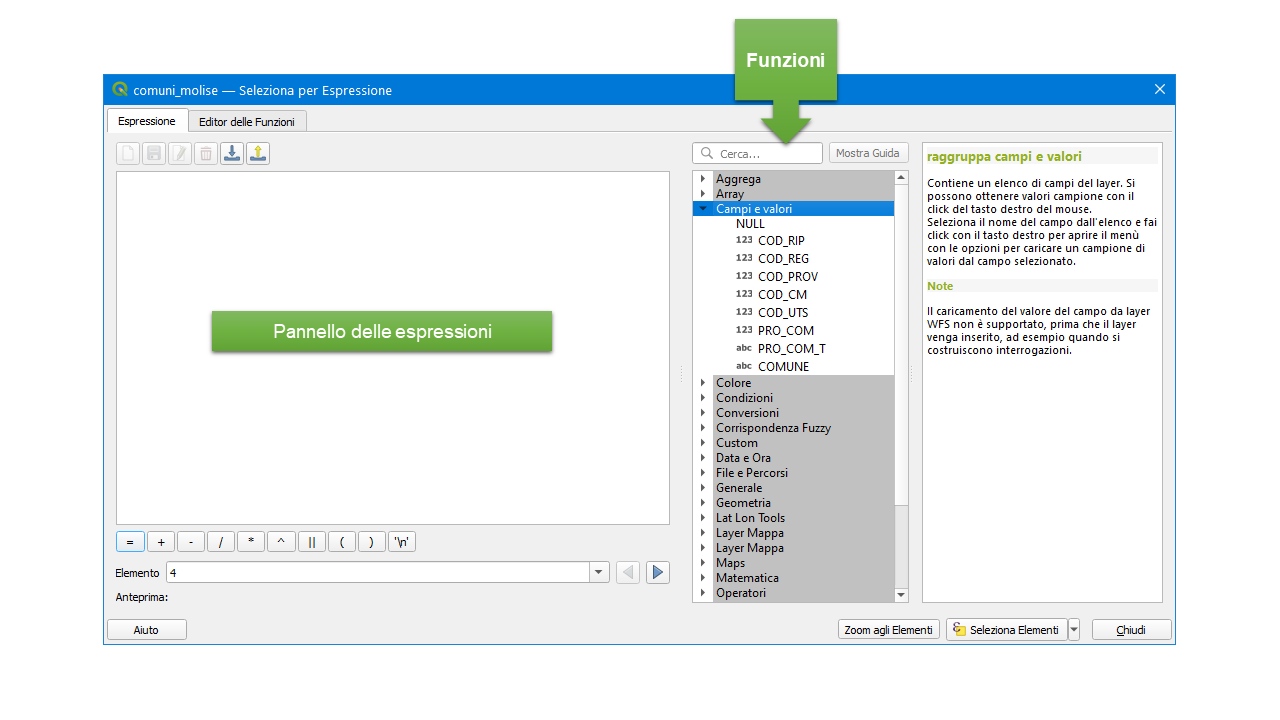 Funzioni
comuni_molise — Seleziona per Espressione
Espressione
Editor delle Funzioni
Cerca...
Mostra Guida
Aggrega
Array
Campi e valori
NULL
123 COD_RIP
123 COD_REG
123 COD_PROV
123 COD_CM
123 COD_UTS
123 PRO_COM
abc PRO_COM_T
abc COMUNE
Colore
Condizioni
Conversioni
Corrispondenza Fuzzy
Custom
Data e Ora
File e Percorsi
Generale
Geometria
Lat Lon Tools
Layer Mappa
Layer Mappa
Maps
Matematica
Operatori
raggruppa campi e valori
Contiene un elenco di campi del layer. Si
possono ottenere valori campione con il
click del tasto destro del mouse.
Seleziona il nome del campo dall'elenco e fai
click con il tasto destro per aprire il menù
con le opzioni per caricare un campione di
valori dal campo selezionato.
Note
Il caricamento del valore del campo da layer
WFS non è supportato, prima che il layer
venga inserito, ad esempio quando si
costruiscono interrogazioni.
Pannello delle espressioni
= + - / * ^ || ( ) '\n'
Elemento 4
Anteprima:
Aiuto
Zoom agli Elementi
Seleziona Elementi
Chiudi